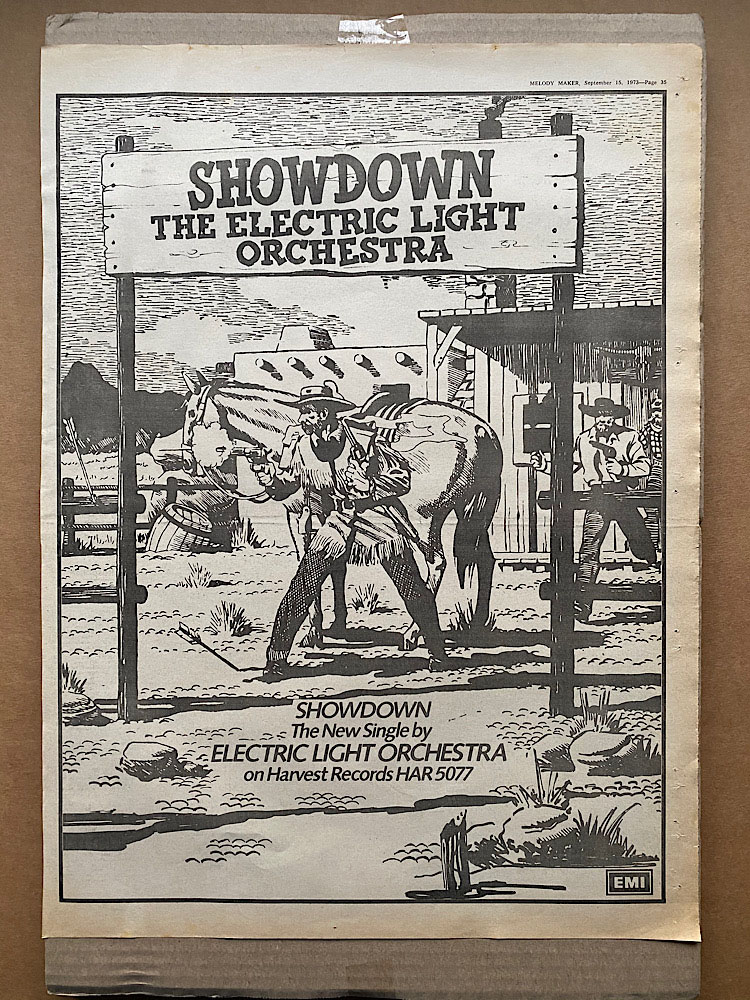 MELODY MAKER, September 15, 1973—Page 35
SHOWDOWN
THE ELECTRIC LIGHT
ORCHESTRA
SHOWDOWN
The New Single by
ELECTRIC LIGHT ORCHESTRA
on Harvest Records HAR 5077
EMI